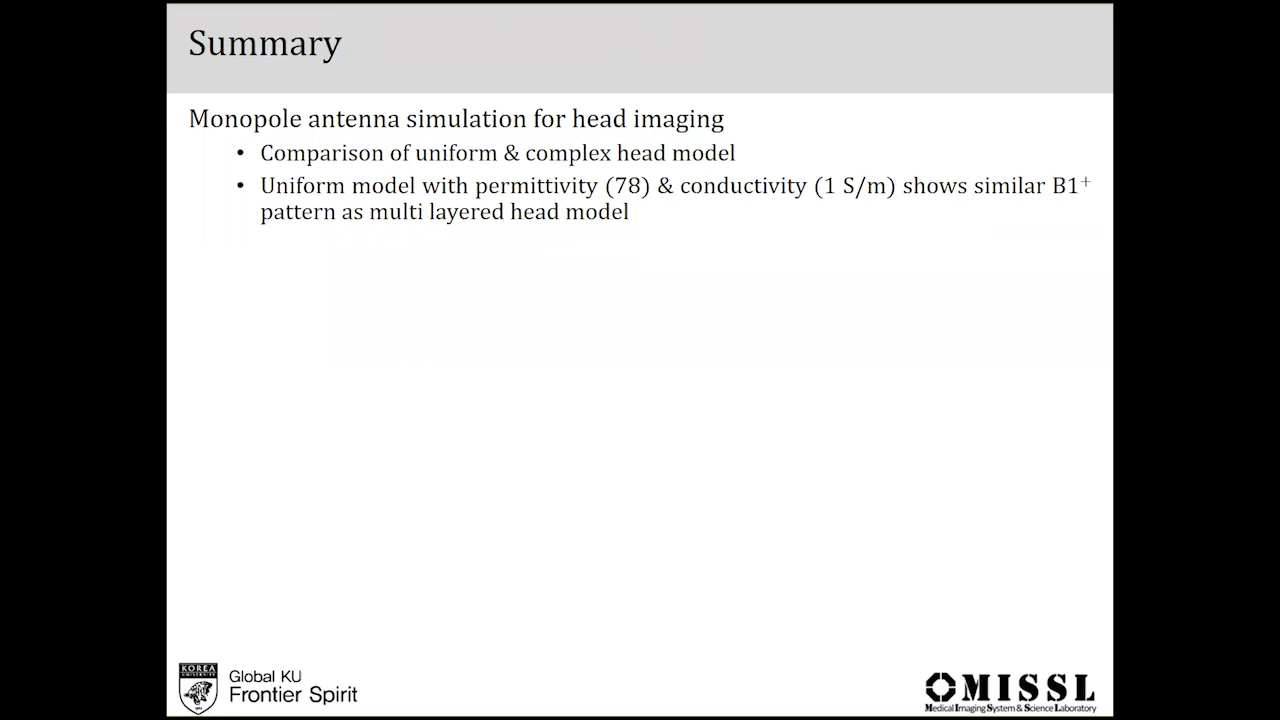 Summary
Monopole antenna simulation for head imaging
• Comparison of uniform & complex head model
• Uniform model with permittivity (78) & conductivity (1 S/m) shows similar B1⁺
pattern as multi layered head model
KOREA
UNIVERSITY
Global KU
Frontier Spirit
MISSL
Medical Imaging System & Science Laboratory